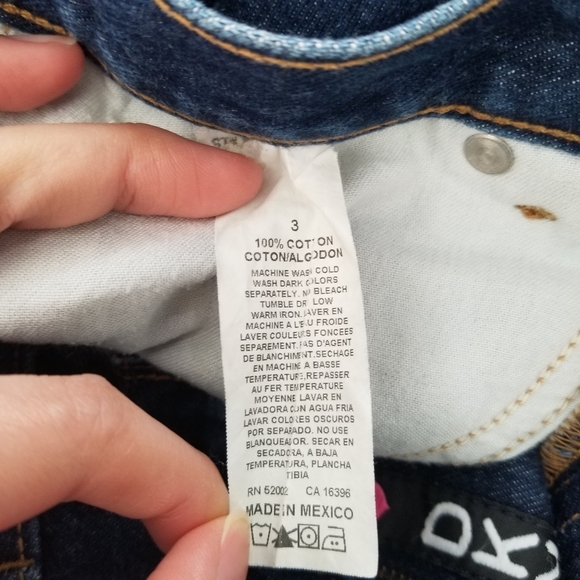 3
100% COTTON
COTON/ALGODON
MACHINE WASH COLD
WASH DARK COLORS
SEPARATELY. NO BLEACH
TUMBLE DRY LOW
WARM IRON. LAVER EN
MACHINE A L'EAU FROIDE
LAVER COULEURS FONCEES
SEPAREMENT. PAS D'AGENT
DE BLANCHIMENT. SECHAGE
EN MACHINE A BASSE
TEMPERATURE, REPASSER
AU FER TEMPERATURE
MOYENNE LAVAR EN
LAVADORA CON AGUA FRIA
LAVAR COLORES OSCUROS
POR SEPARADO. NO USE
BLANQUEADOR. SECAR EN
SECADORA, A BAJA
TEMPERATURA, PLANCHA
TIBIA
RN 52002 CA 16396
MADE IN MEXICO
DK